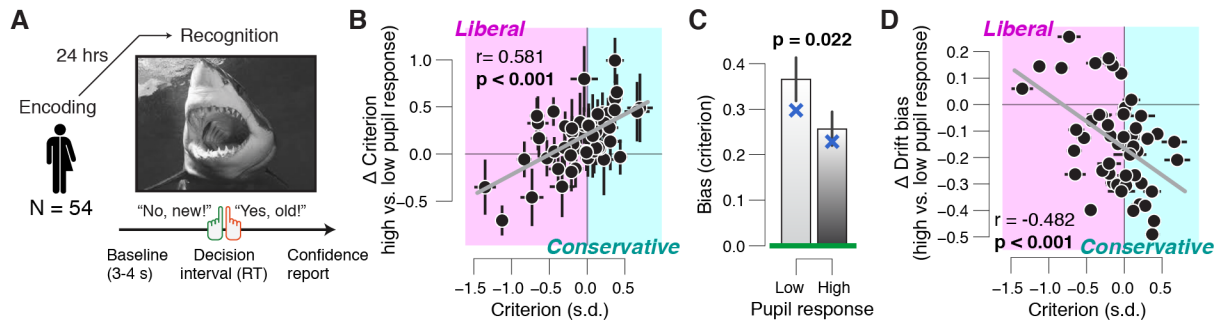 A
24 hrs
Recognition
Encoding
N = 54
“No, new!”
“Yes, old!”
Baseline
(3-4 s)
Decision
interval (RT)
Confidence
report
B
Liberal
r= 0.581
p < 0.001
Conservative
Δ Criterion
high vs. low pupil response)
1.0
0.5
0.0
−0.5
−1.5 −1.0 −0.5 0.0 0.5
Criterion (s.d.)
C
p = 0.022
Bias (criterion)
0.4
0.3
0.2
0.1
0.0
Low High
Pupil response
D
Liberal
r = -0.482
p < 0.001
Conservative
Δ Drift bias
(high vs. low pupil response)
0.2
0.1
0.0
−0.1
−0.2
−0.3
−0.4
−0.5
−1.5 −1.0 −0.5 0.0 0.5
Criterion (s.d.)